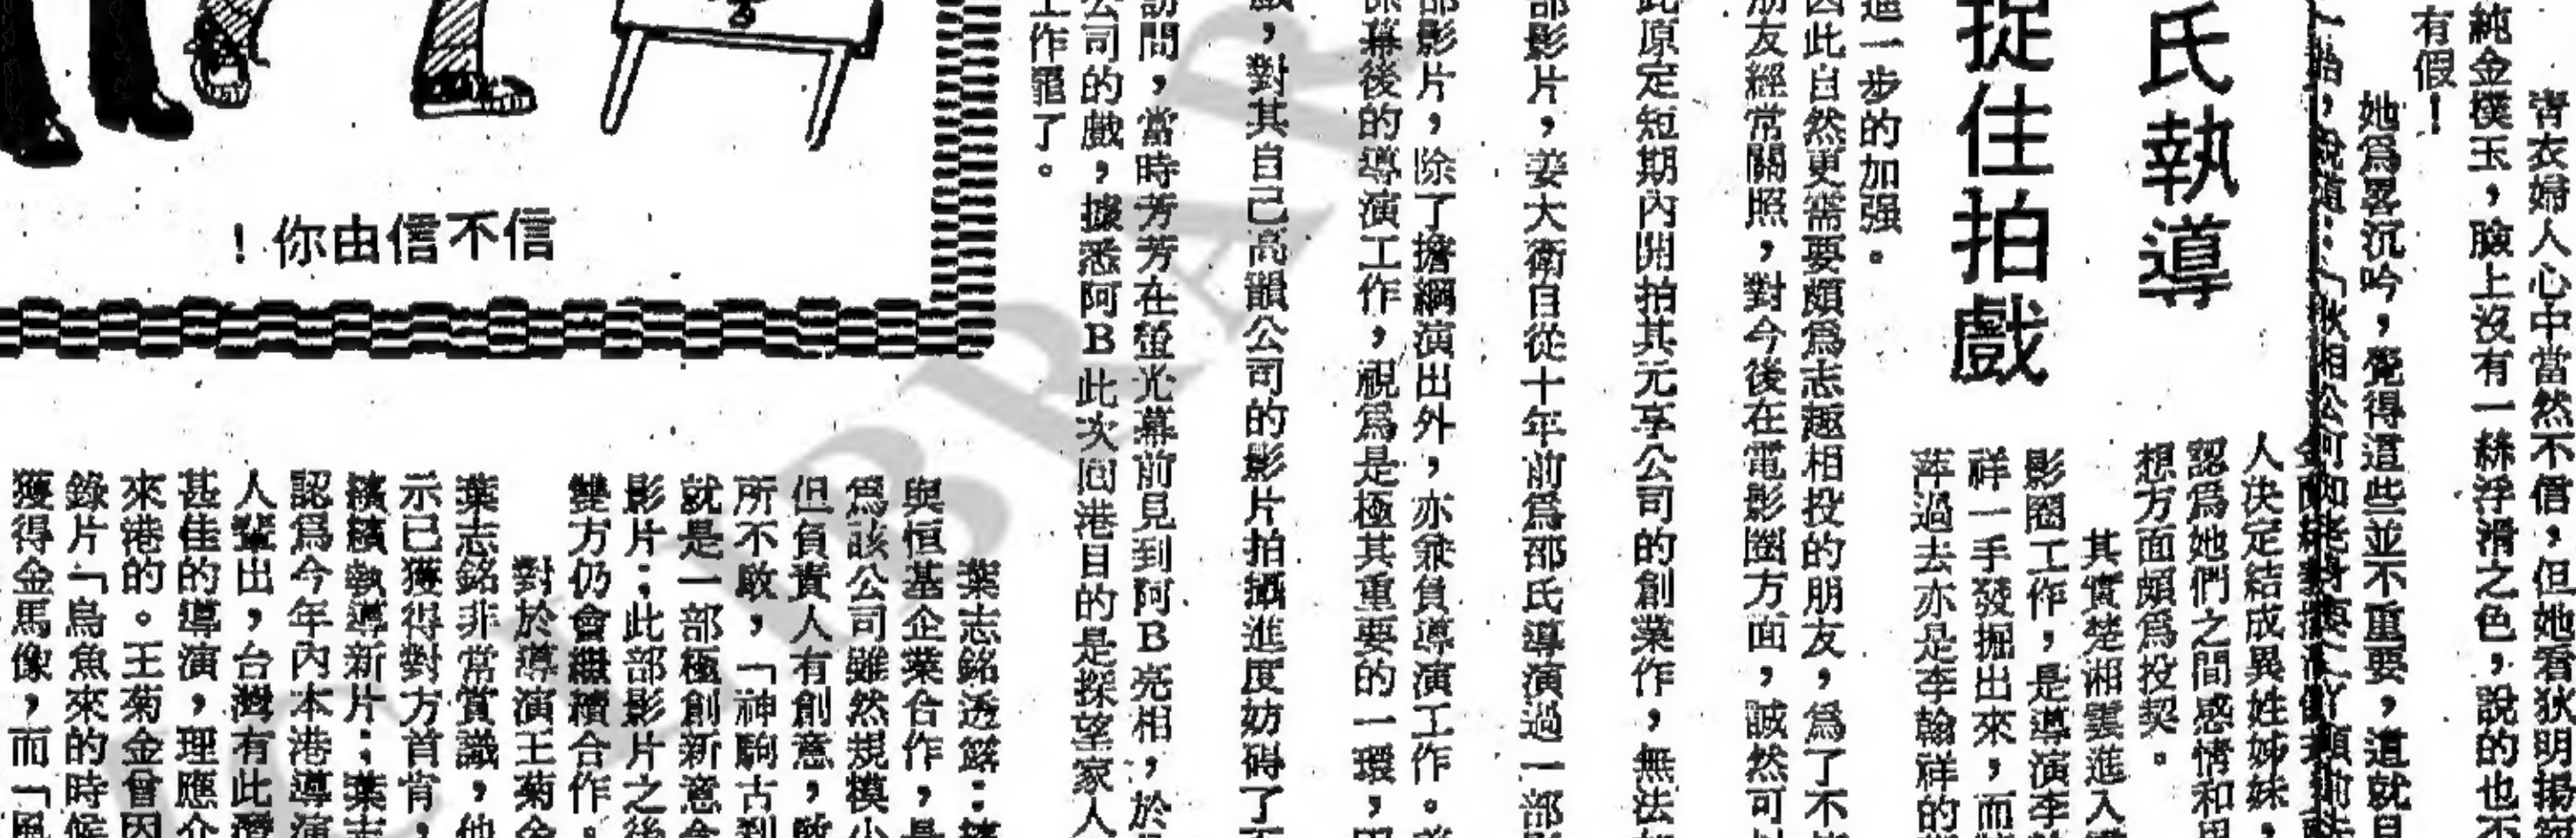 青衣婦人心中當然不信，但她看狄明揚
純金樸玉，臉上沒有一絲浮滑之色，說的也不
有假！
她爲畧沉吟，覺得這些並不重要，這就
氏執導
捉住拍戲
人決定結成異姓姊妹，
認爲她們之間感情和思
想方面頗爲投契。
其實楚湘雲進入
影圈工作，是導演李
祥一手發掘出來，而
萍過去亦是李翰祥的
進一步的加强。
因此自然更需要頗爲志趣相投的朋友，爲了不
朋友經常關照，對今後在電影圈方面，誠然可
此原定短期內開拍其元享公司的創業作，無法
部影片，姜大衛自從十年前爲邵氏導演過一部
戲，對其自己高韻公司的影片拍攝進度妨碍了
部影片，除了擔綱演出外，亦兼負導演工作。
幕後的導演工作，視爲是極其重要的一環，
訪問，當時芳芳在螢光幕前見到阿B亮相，於
公司的戲，據悉阿B此次回港目的是探望家人
工作罷了。
！你由信不信
葉志銘透露：
與恒基企業合作，是
爲該公司雖然規模小
但負責人有創意，啟
所不敢，「神駒古
就是一部極創新意
影片；此部影片之後
雙方仍會繼續合作。
對於導演王菊金
葉志銘非常賞識，他
示已獲得對方首肯，
續執導新片；葉志
認爲今年內本港導演
人輩出，台灣有此
甚佳的導演，理應介
來港的。王菊金曾因
錄片「烏魚來的時候
獲得金馬像，而「風